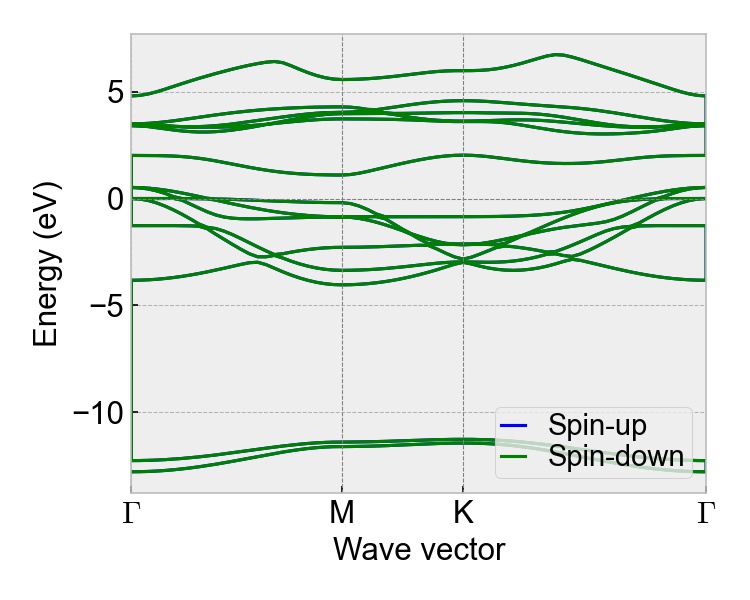 5
0
−5
−10
Energy (eV)
Spin-up
Spin-down
Γ M K Γ
Wave vector